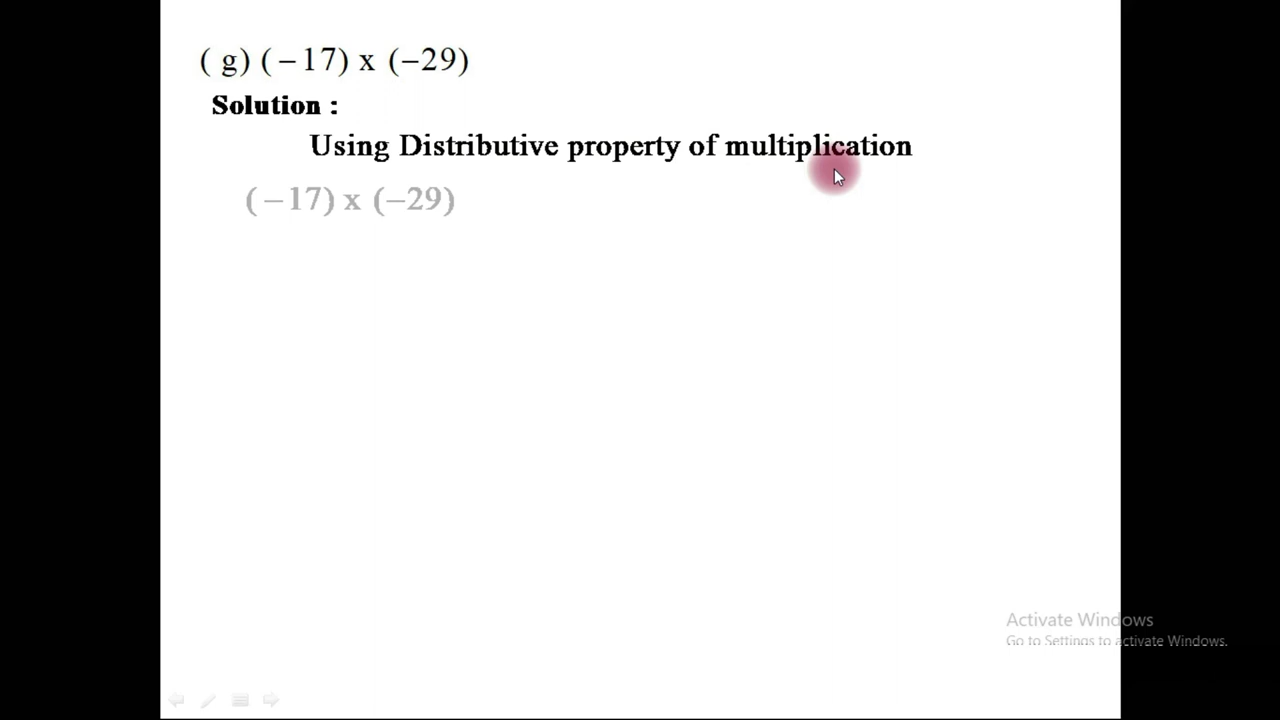 ( g) (−17) x (−29)
Solution :
Using Distributive property of multiplication
(−17) x (−29)
Activate Windows
Go to Settings to activate Windows.